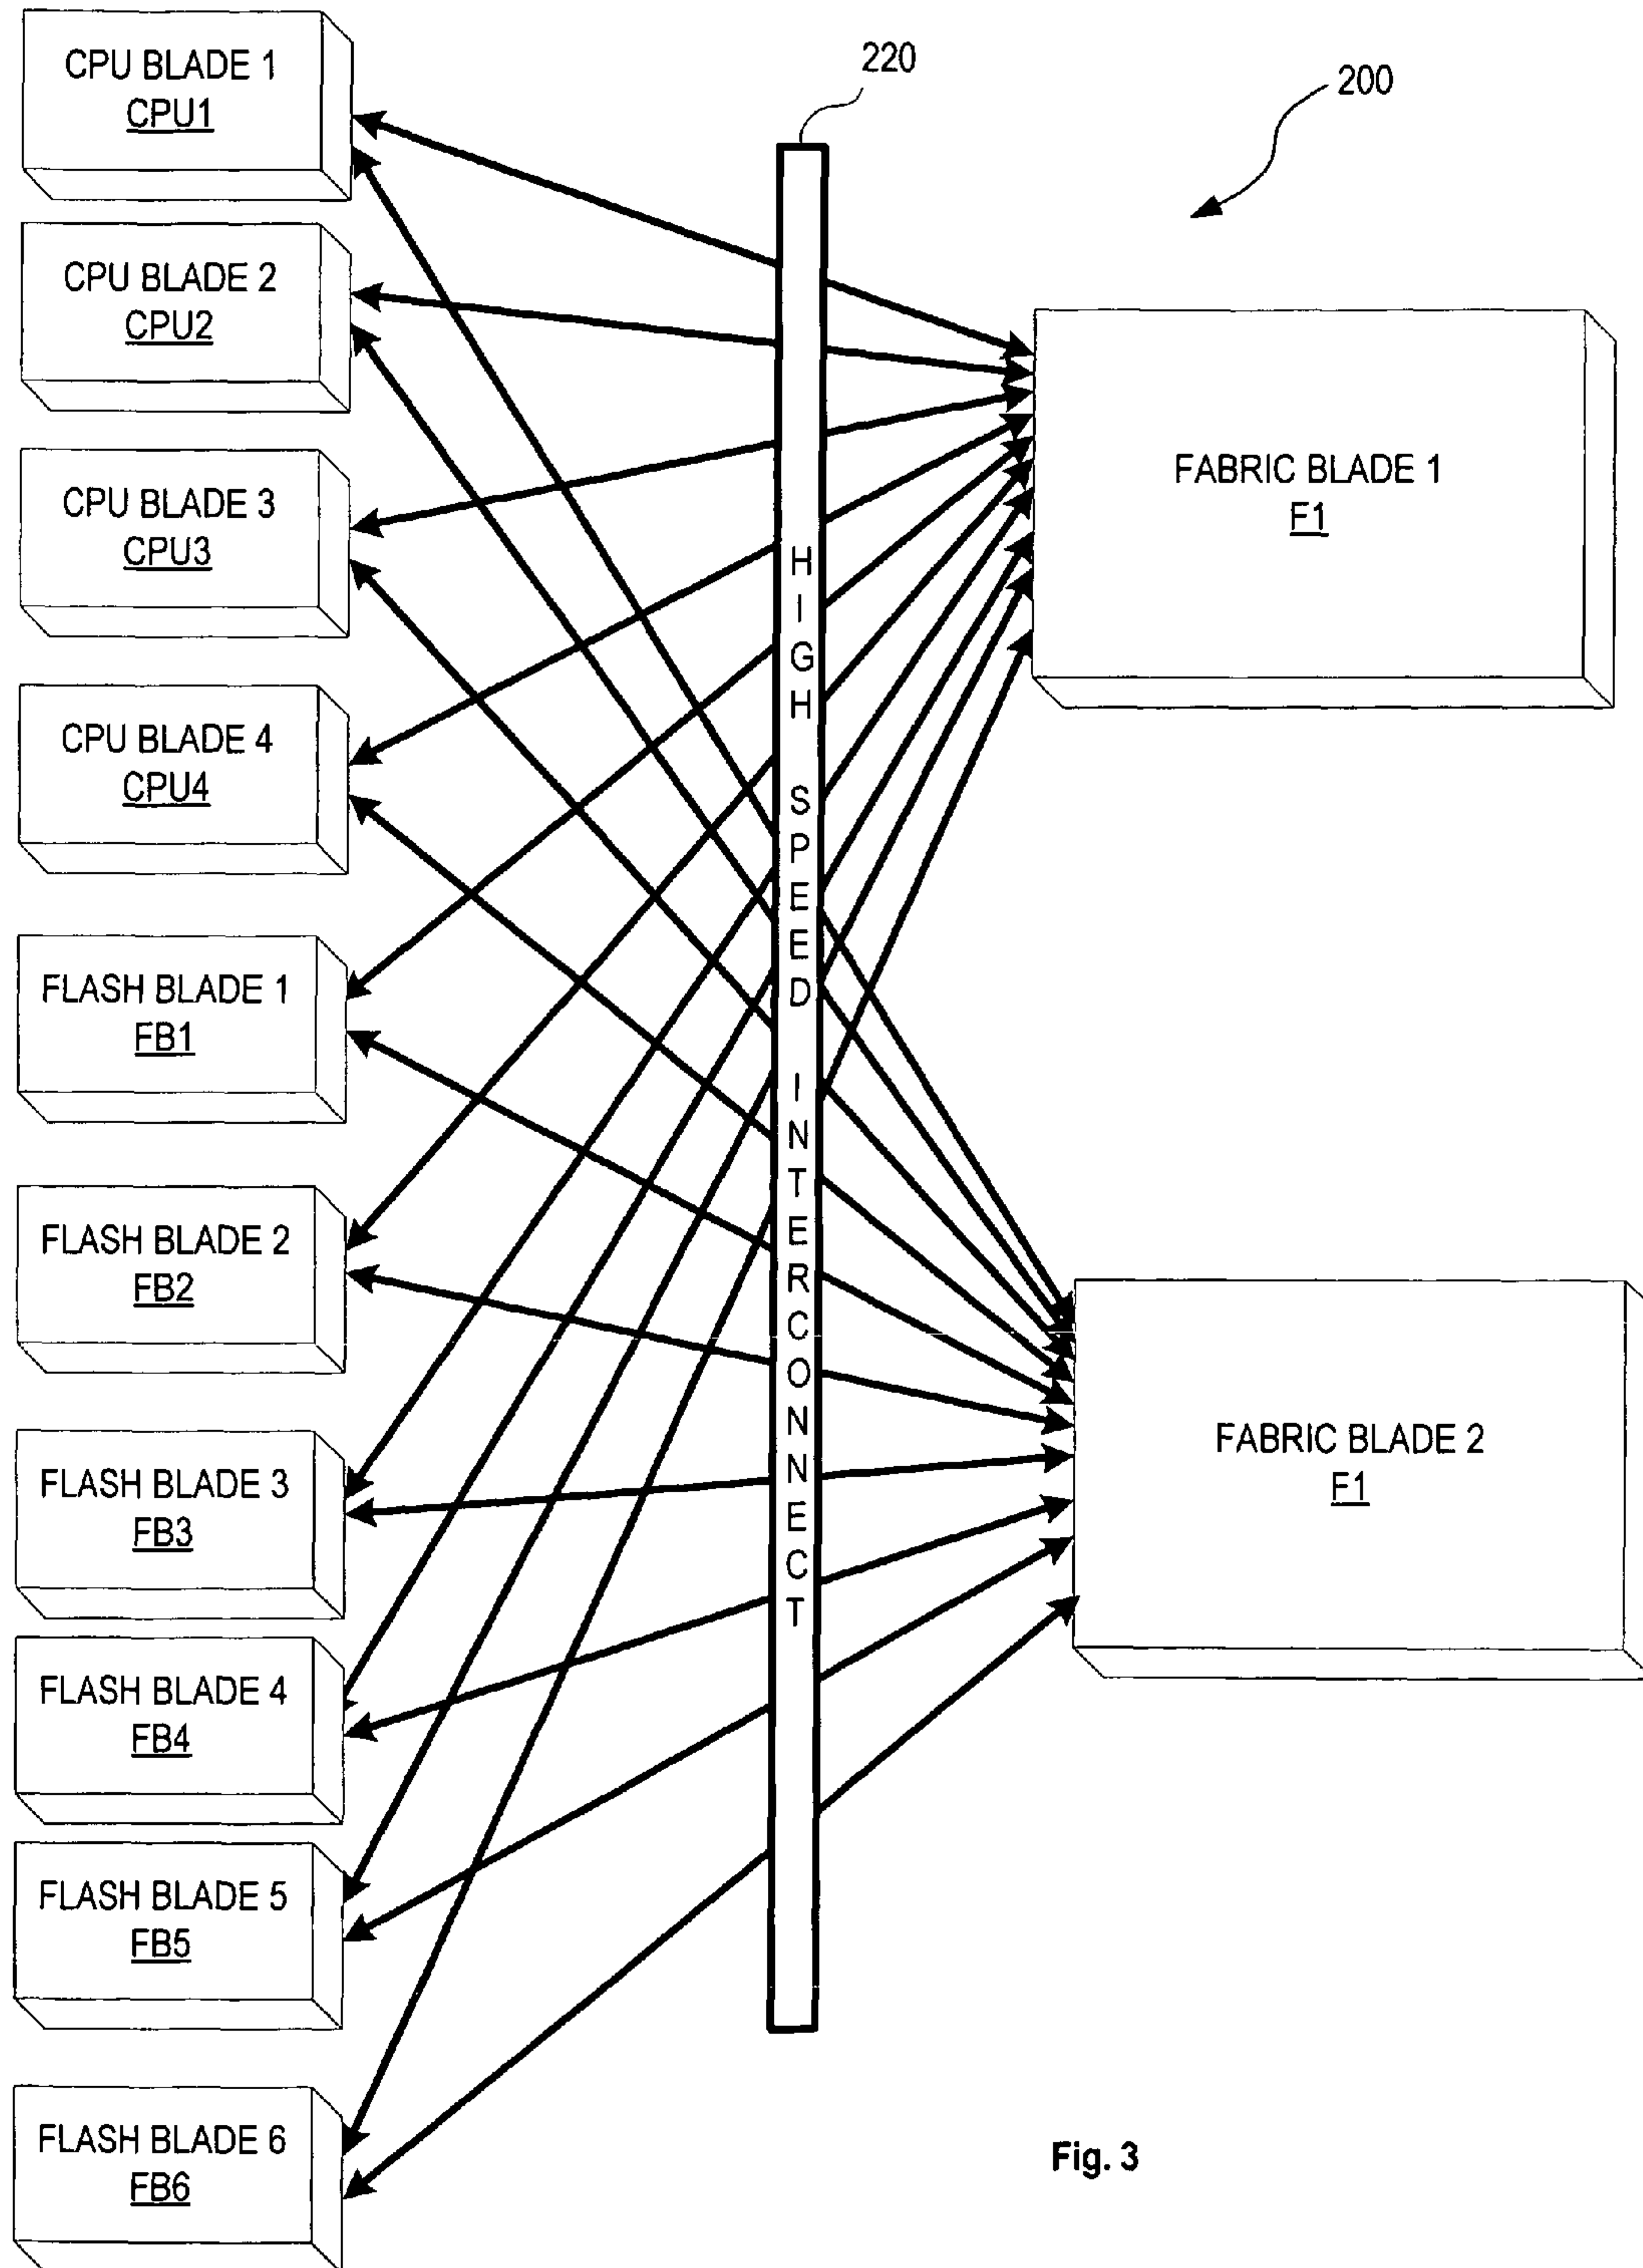 CPU BLADE 1
CPU1
220
200
CPU BLADE 2
CPU2
CPU BLADE 3
CPU3
CPU BLADE 4
CPU4
FLASH BLADE 1
FB1
FLASH BLADE 2
FB2
FLASH BLADE 3
FB3
FLASH BLADE 4
FB4
FLASH BLADE 5
FB5
FLASH BLADE 6
FB6
HIGH SPEED INTERCONNECT
FABRIC BLADE 1
F1
FABRIC BLADE 2
F1
Fig. 3